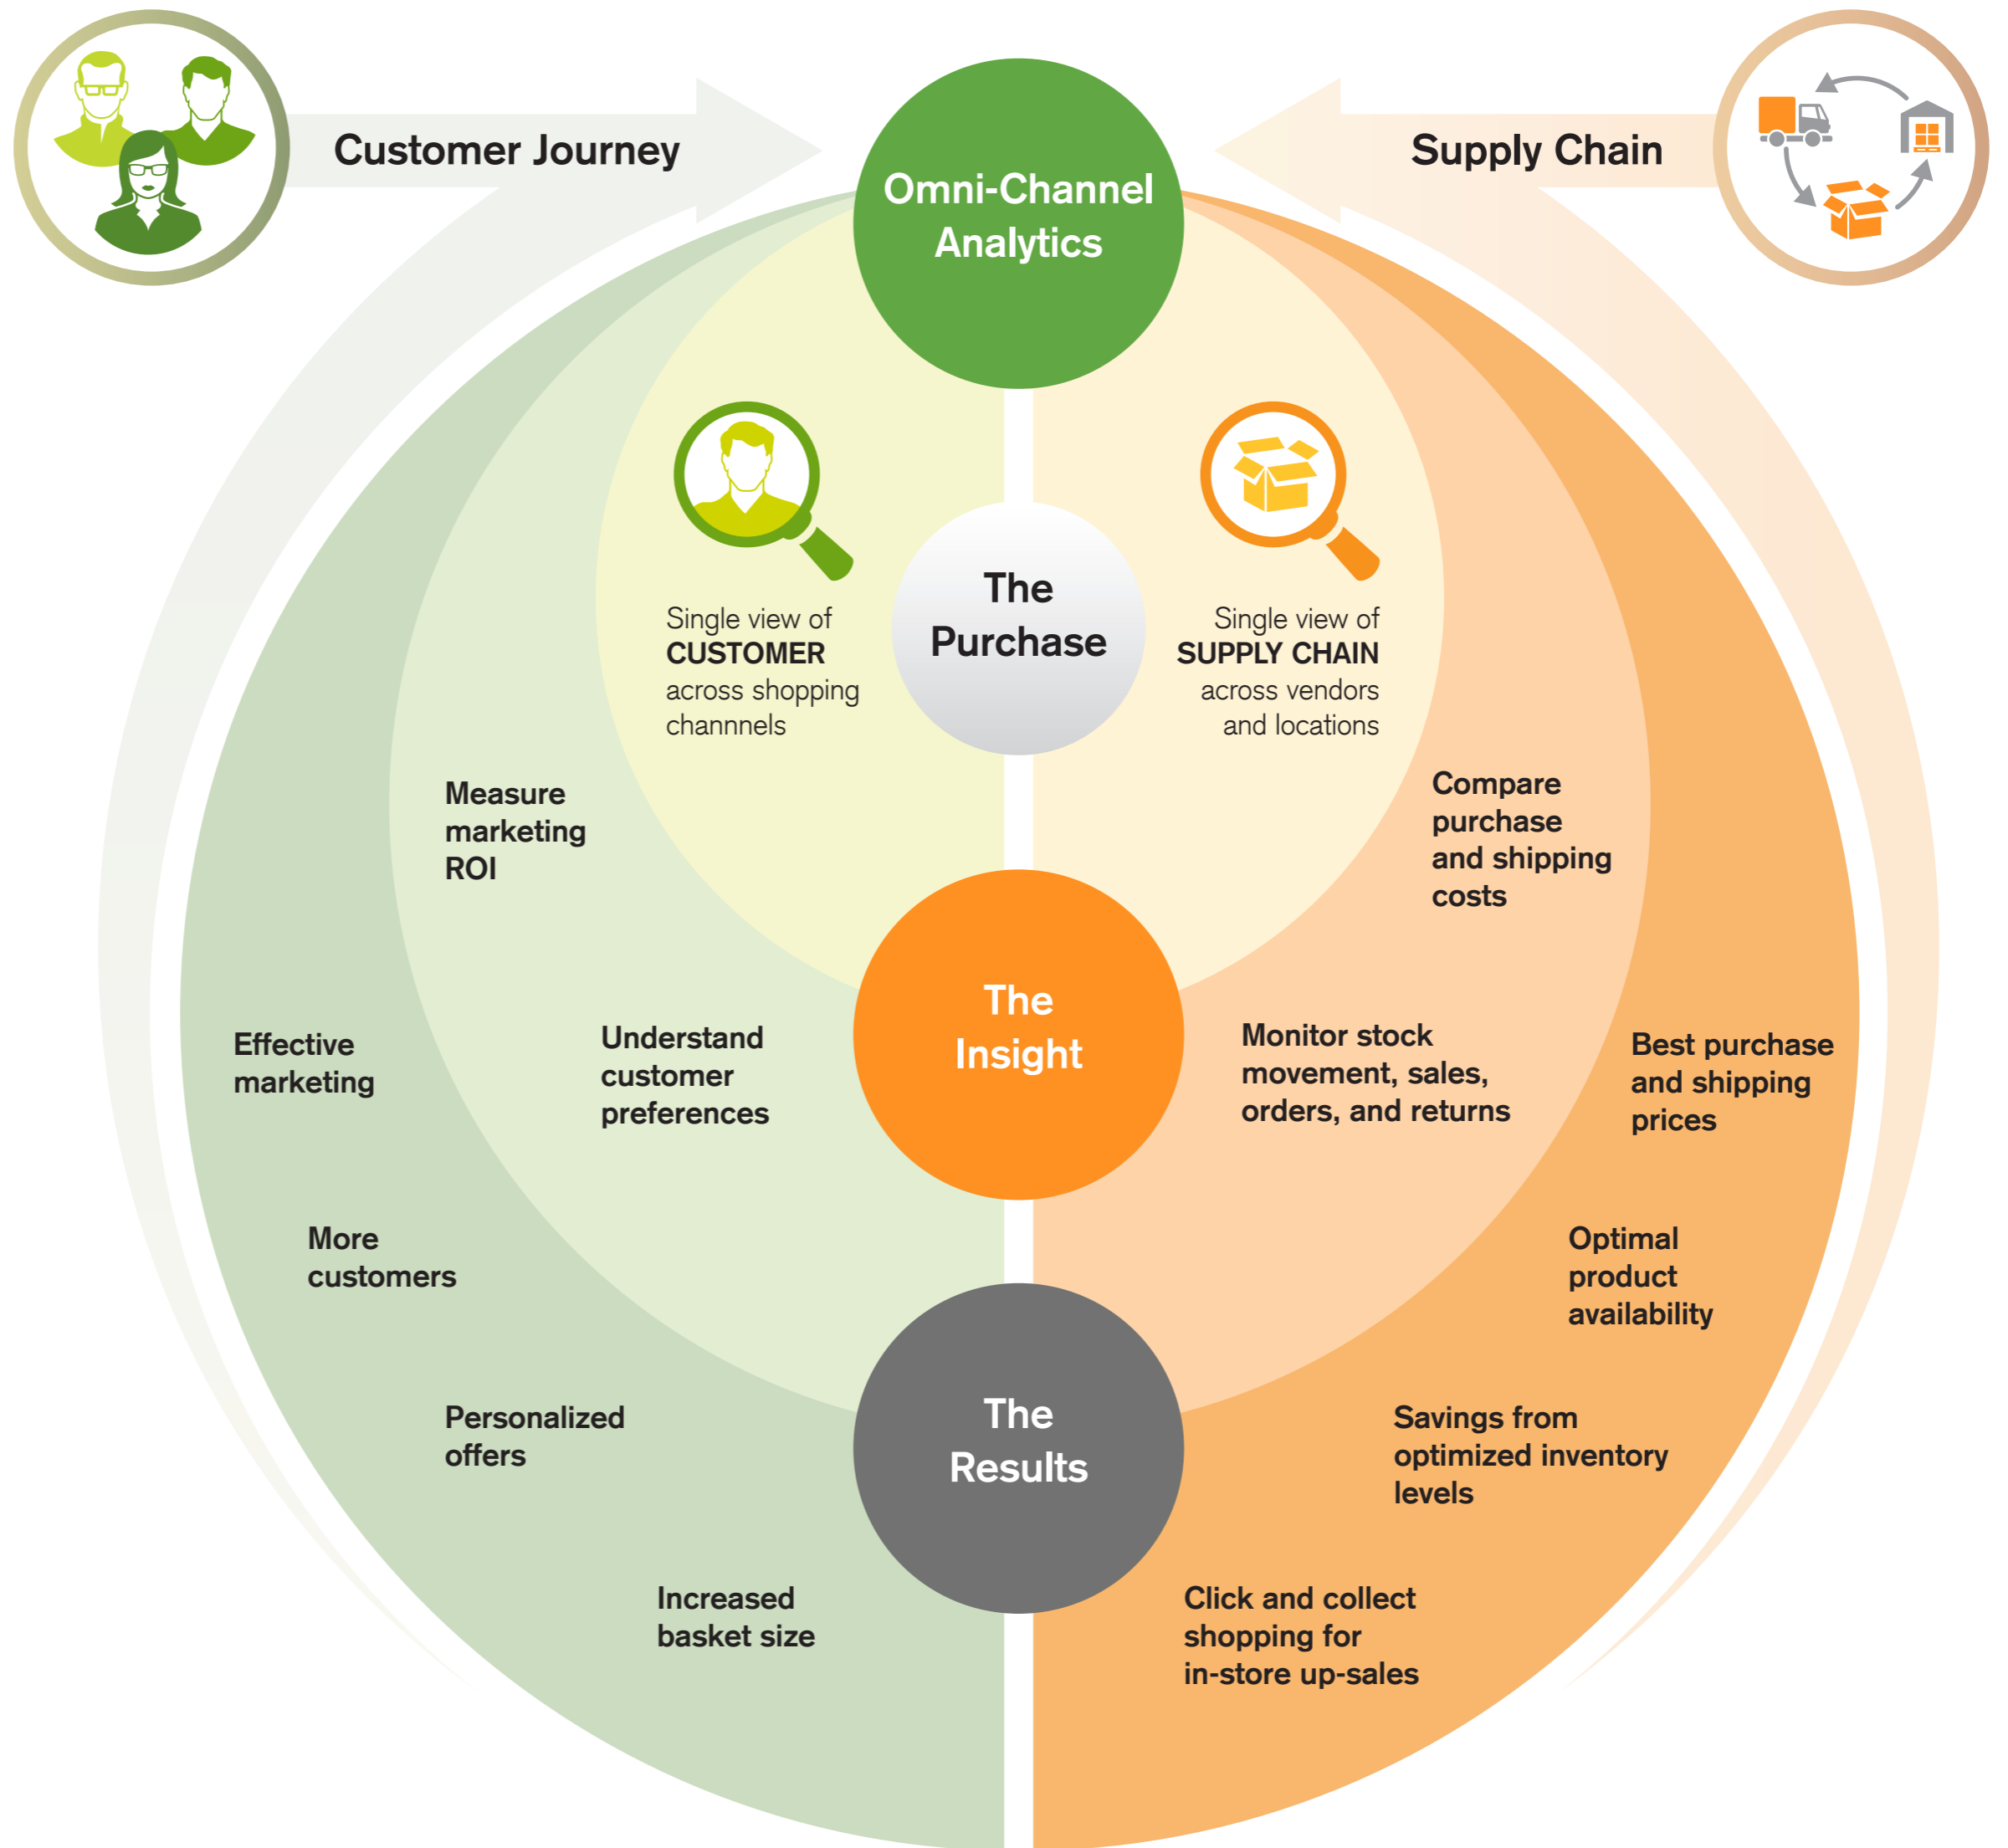 Customer Journey
Supply Chain
Omni-Channel
Analytics
Single view of
CUSTOMER
across shopping
channnels
The
Purchase
Single view of
SUPPLY CHAIN
across vendors
and locations
Measure
marketing
ROI
Compare
purchase
and shipping
costs
Effective
marketing
Understand
customer
preferences
The
Insight
Monitor stock
movement, sales,
orders, and returns
Best purchase
and shipping
prices
More
customers
Optimal
product
availability
Personalized
offers
The
Results
Savings from
optimized inventory
levels
Increased
basket size
Click and collect
shopping for
in-store up-sales